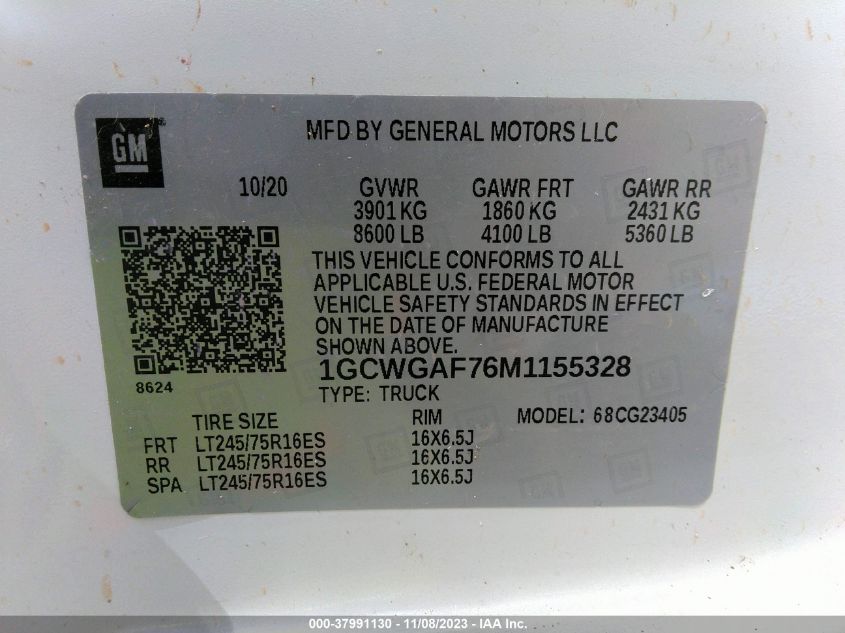 GM
MFD BY GENERAL MOTORS LLC
10/20 GVWR GAWR FRT GAWR RR
3901 KG 1860 KG 2431 KG
8600 LB 4100 LB 5360 LB
THIS VEHICLE CONFORMS TO ALL
APPLICABLE U.S. FEDERAL MOTOR
VEHICLE SAFETY STANDARDS IN EFFECT
ON THE DATE OF MANUFACTURE
SHOWN ABOVE.
8624
1GCWGAF76M1155328
TYPE: TRUCK
TIRE SIZE RIM MODEL: 68CG23405
FRT LT245/75R16ES 16X6.5J
RR LT245/75R16ES 16X6.5J
SPA LT245/75R16ES 16X6.5J
000-37991130 - 11/08/2023 - IAA Inc.